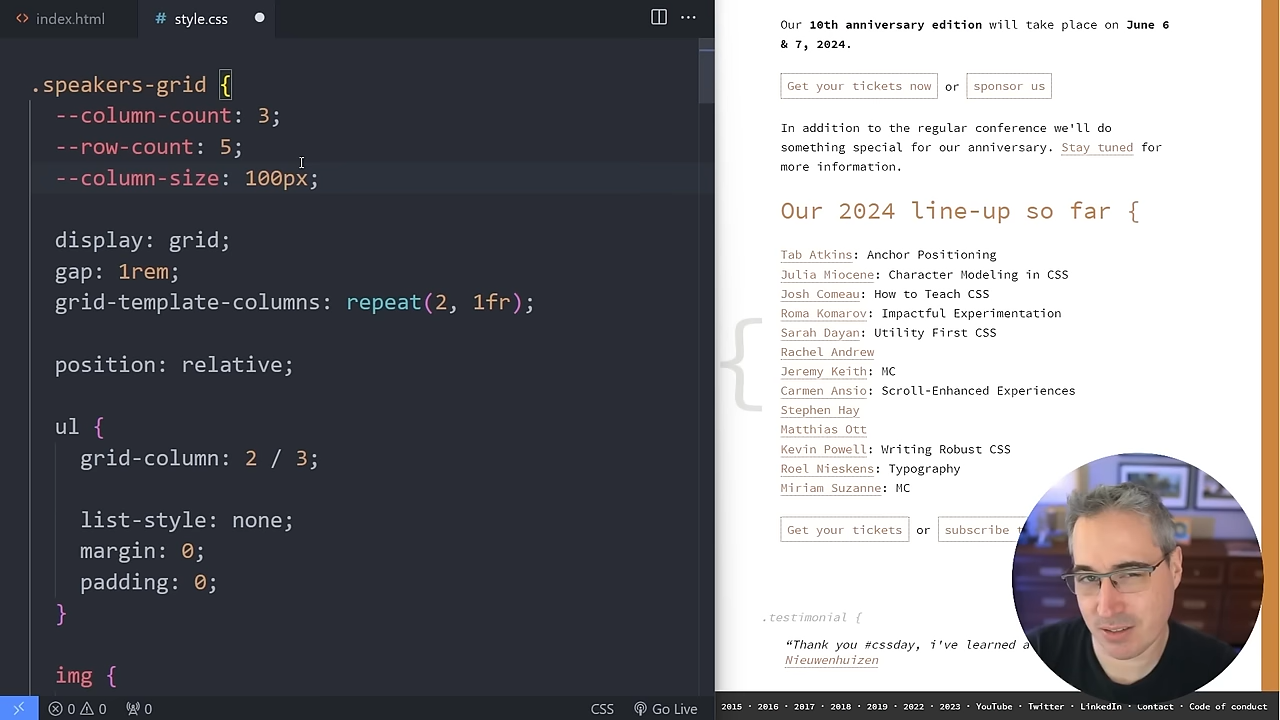 index.html
# style.css
.speakers-grid {
--column-count: 3;
--row-count: 5;
--column-size: 100px;
display: grid;
gap: 1rem;
grid-template-columns: repeat(2, 1fr);
position: relative;
ul {
grid-column: 2 / 3;
list-style: none;
margin: 0;
padding: 0;
}
img {
0 0 0
CSS
Go Live
Our 10th anniversary edition will take place on June 6
& 7, 2024.
Get your tickets now or sponsor us
In addition to the regular conference we'll do
something special for our anniversary. Stay tuned for
more information.
Our 2024 line-up so far {
Tab Atkins: Anchor Positioning
Julia Miocene: Character Modeling in CSS
Josh Comeau: How to Teach CSS
Roma Komarov: Impactful Experimentation
Sarah Dayan: Utility First CSS
Rachel Andrew
Jeremy Keith: MC
Carmen Ansio: Scroll-Enhanced Experiences
Stephen Hay
Matthias Ott
Kevin Powell: Writing Robust CSS
Roel Nieskens: Typography
Miriam Suzanne: MC
{
Get your tickets or subscribe
.testimonial {
“Thank you #cssday, i've learned a
Nieuwenhuizen
2015 · 2016 · 2017 · 2018 · 2019 · 2022 · 2023 · YouTube · Twitter · LinkedIn · Contact · Code of conduct